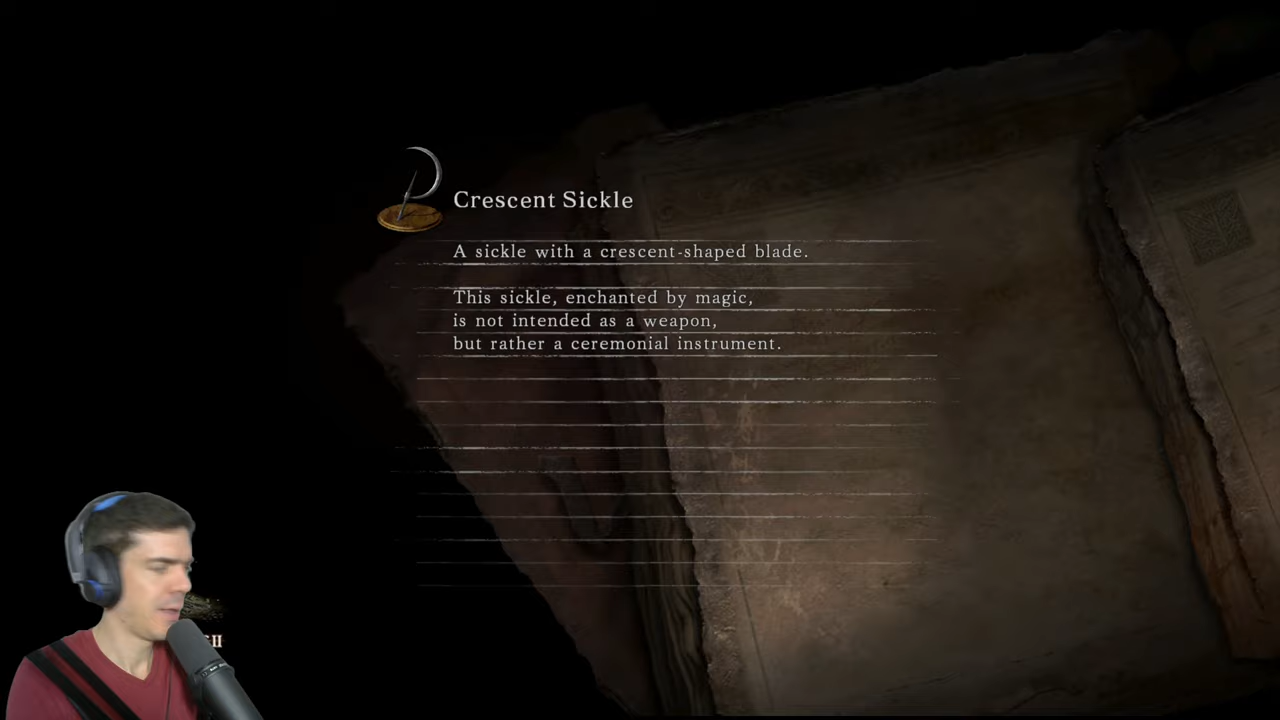 Crescent Sickle
A sickle with a crescent-shaped blade.
This sickle, enchanted by magic,
is not intended as a weapon,
but rather a ceremonial instrument.